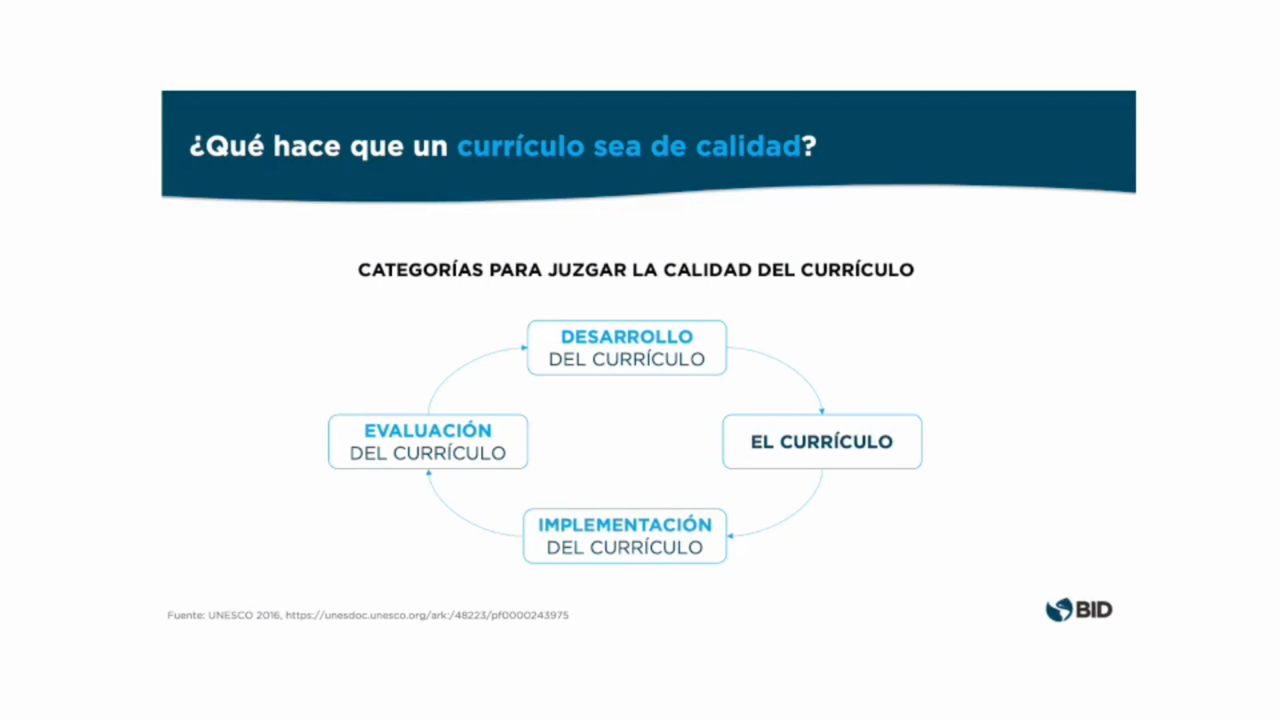 ¿Qué hace que un currículo sea de calidad?
CATEGORÍAS PARA JUZGAR LA CALIDAD DEL CURRÍCULO
DESARROLLO
DEL CURRÍCULO
EVALUACIÓN
DEL CURRÍCULO
EL CURRÍCULO
IMPLEMENTACIÓN
DEL CURRÍCULO
Fuente: UNESCO 2016, https://unesdoc.unesco.org/ark:/48223/pf0000243975
BID